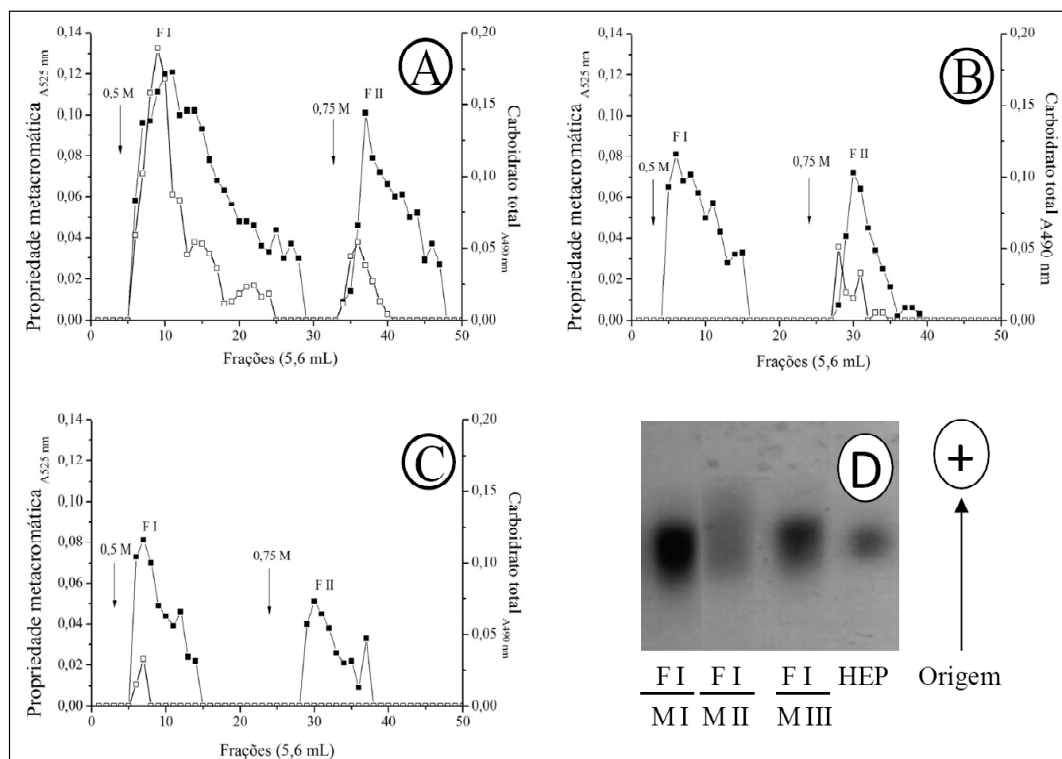 A
F I
0,5 M
0,75 M
F II
0,14
0,12
0,10
0,08
0,06
0,04
0,02
0,00
0,20
0,15
0,10
0,05
0,00
0
10
20
30
40
50
Propriedade metacromática A525 nm
Carboidrato total A490 nm
Frações (5,6 mL)
B
F I
0,5 M
0,75 M
F II
0,14
0,12
0,10
0,08
0,06
0,04
0,02
0,00
0,20
0,15
0,10
0,05
0,00
0
10
20
30
40
50
Propriedade metacromática A525 nm
Carboidrato total A490 nm
Frações (5,6 mL)
C
F I
0,5 M
0,75 M
F II
0,14
0,12
0,10
0,08
0,06
0,04
0,02
0,00
0,20
0,15
0,10
0,05
0,00
0
10
20
30
40
50
Propriedade metacromática A525 nm
Carboidrato total A490 nm
Frações (5,6 mL)
D
+
F I F I F I HEP Origem
M I M II M III